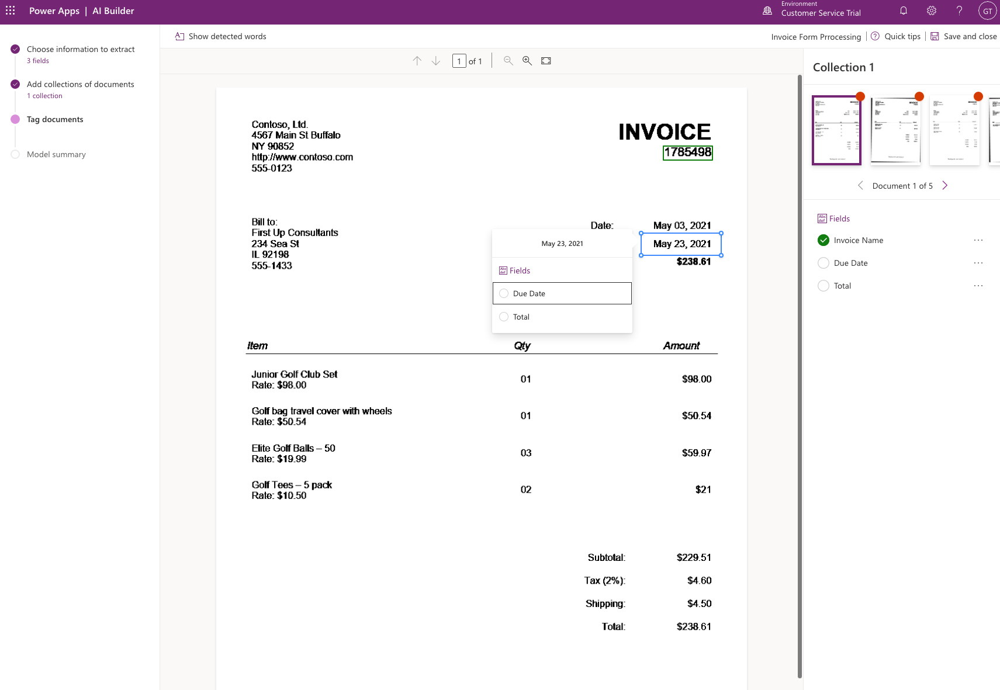 Power Apps | AI Builder
Environment
Customer Service Trial
GT
Choose information to extract
3 fields
Add collections of documents
1 collection
Tag documents
Model summary
Show detected words
Invoice Form Prrocessing
Quick tips
Save and close
1 of 1
Contoso, Ltd.
4567 Main St Buffalo
NY 90852
http://www.contoso.com
555-0123
INVOICE
1785498
Bill to:
First Up Consultants
234 Sea St
IL 92198
555-1433
Date: May 03, 2021
May 23, 2021
$238.61
May 23, 2021
Abc def Fields
Due Date
Total
Item Qty Amount
Junior Golf Club Set
Rate: $98.00
01 $98.00
Golf bag travel cover with wheels
Rate: $50.54
01 $50.54
Elite Golf Balls – 50
Rate: $19.99
03 $59.97
Golf Tees – 5 pack
Rate: $10.50
02 $21
Subtotal: $229.51
Tax (2%): $4.60
Shipping: $4.50
Total: $238.61
Collection 1
Document 1 of 5
Abc def Fields
Invoice Name
Due Date
Total